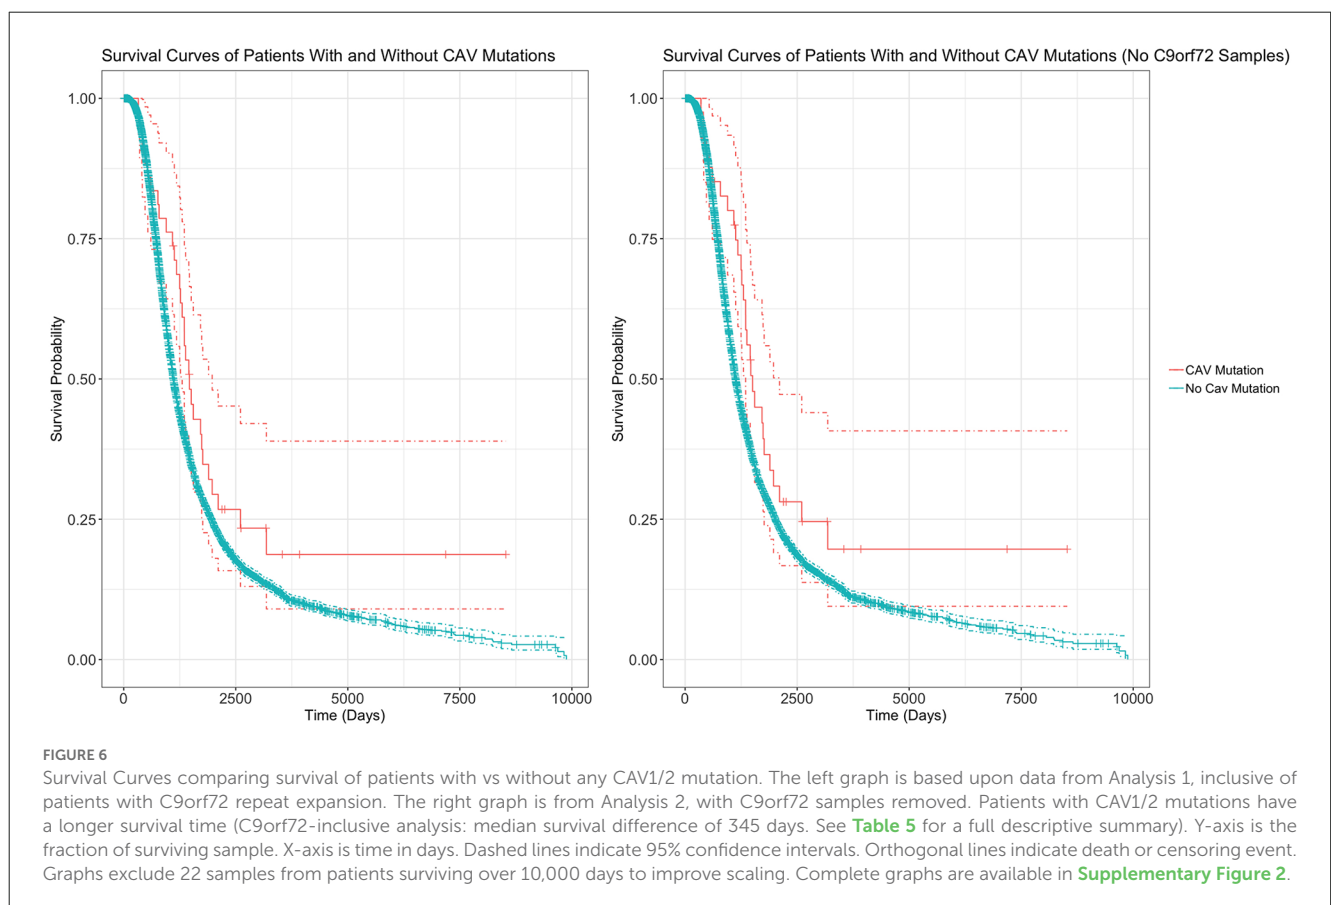 Survival Curves of Patients With and Without CAV Mutations
1.00
0.75
0.50
0.25
0.00
Survival Probability
0
2500
5000
7500
10000
Time (Days)
Survival Curves of Patients With and Without CAV Mutations (No C9orf72 Samples)
1.00
0.75
0.50
0.25
0.00
Survival Probability
0
2500
5000
7500
10000
Time (Days)
CAV Mutation
No Cav Mutation
FIGURE 6
Survival Curves comparing survival of patients with vs without any CAV1/2 mutation. The left graph is based upon data from Analysis 1, inclusive of
patients with C9orf72 repeat expansion. The right graph is from Analysis 2, with C9orf72 samples removed. Patients with CAV1/2 mutations have
a longer survival time (C9orf72-inclusive analysis: median survival difference of 345 days. See Table 5 for a full descriptive summary). Y-axis is the
fraction of surviving sample. X-axis is time in days. Dashed lines indicate 95% confidence intervals. Orthogonal lines indicate death or censoring event.
Graphs exclude 22 samples from patients surviving over 10,000 days to improve scaling. Complete graphs are available in Supplementary Figure 2.